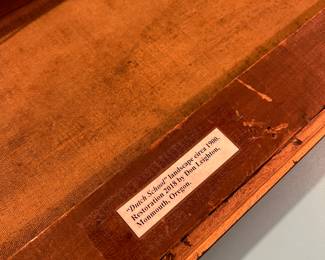 "Dutch School" landscape circa 1900.
Restoration 2018 by Don Leighton,
Monmouth, Oregon.